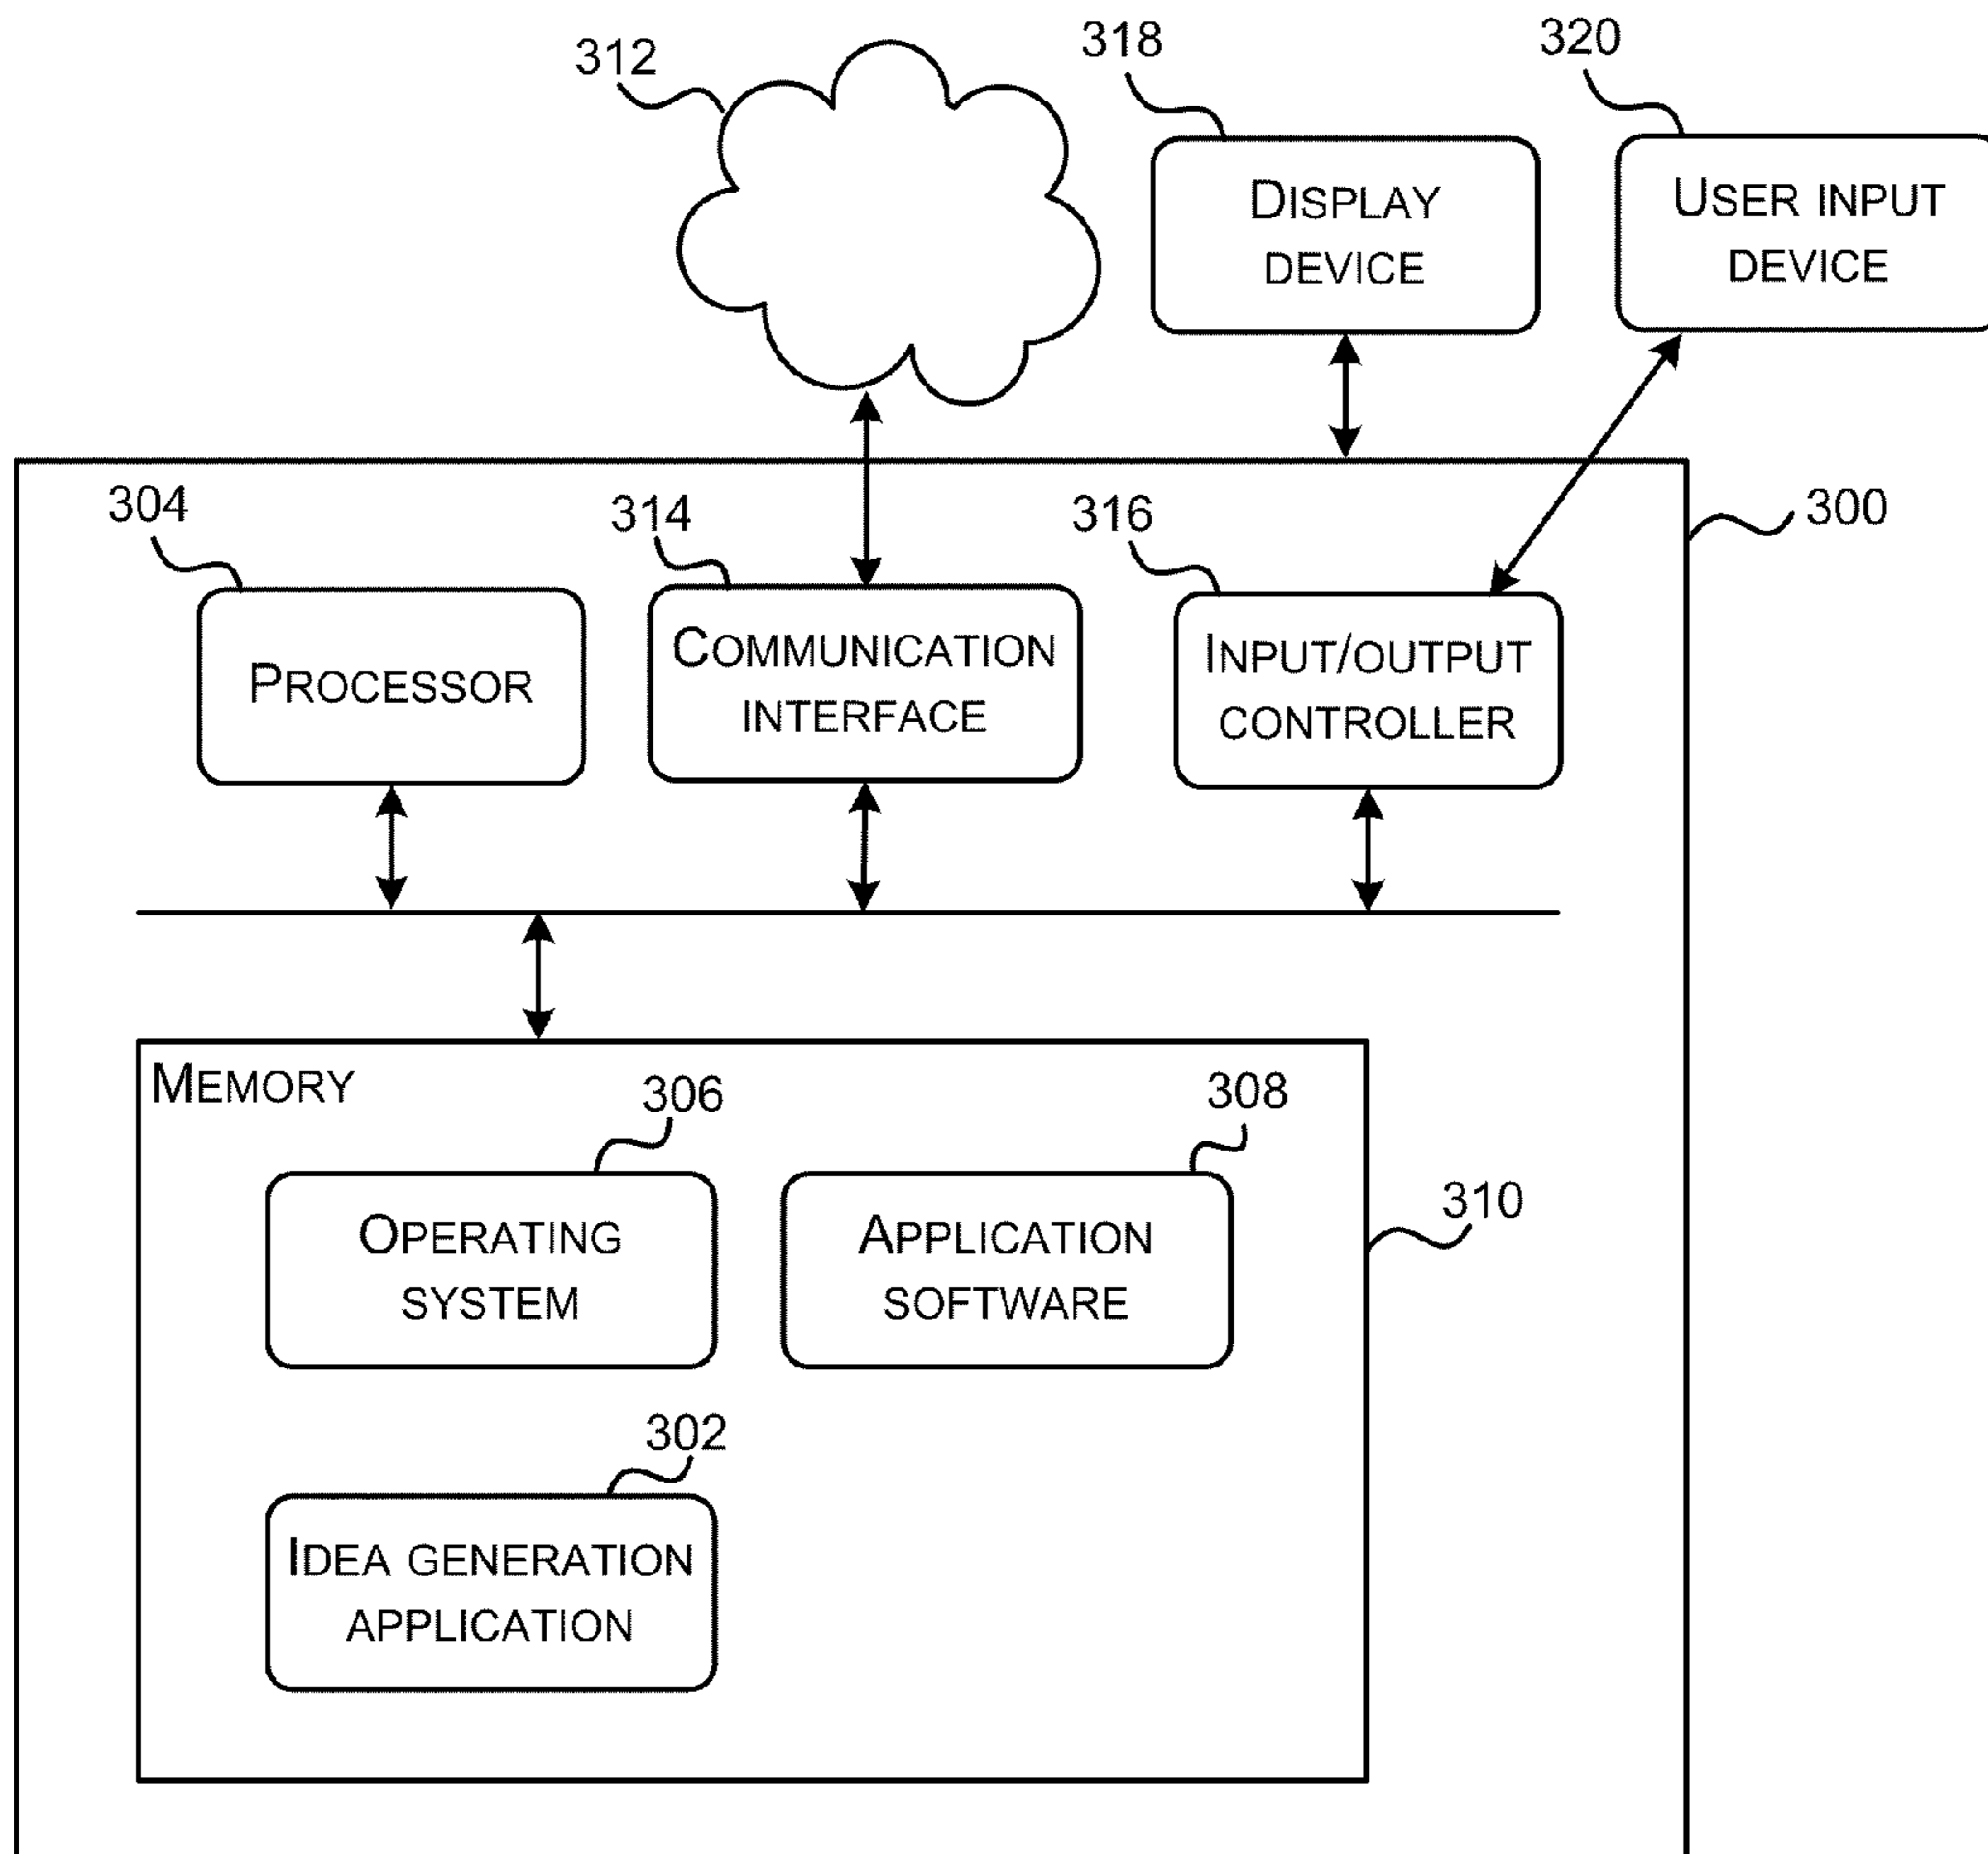 312
318
320
DISPLAY
DEVICE
USER INPUT
DEVICE
304
314
316
300
PROCESSOR
COMMUNICATION
INTERFACE
INPUT/OUTPUT
CONTROLLER
MEMORY
306
308
310
OPERATING
SYSTEM
APPLICATION
SOFTWARE
302
IDEA GENERATION
APPLICATION